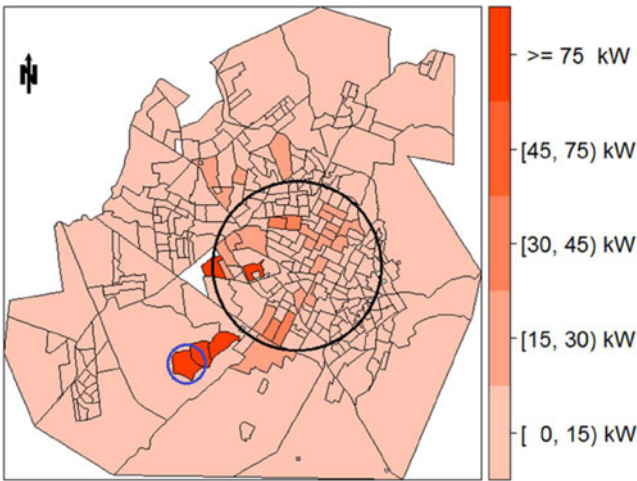 N
>= 75 kW
[45, 75) kW
[30, 45) kW
[15, 30) kW
[ 0, 15) kW